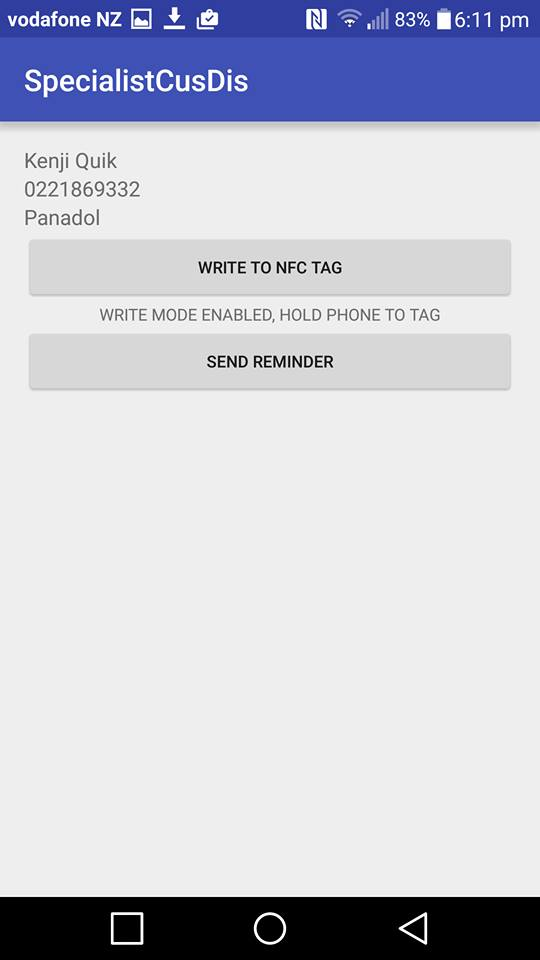 vodafone NZ 83% 6:11 pm
SpecialistCusDis
Kenji Quik
0221869332
Panadol
WRITE TO NFC TAG
WRITE MODE ENABLED, HOLD PHONE TO TAG
SEND REMINDER